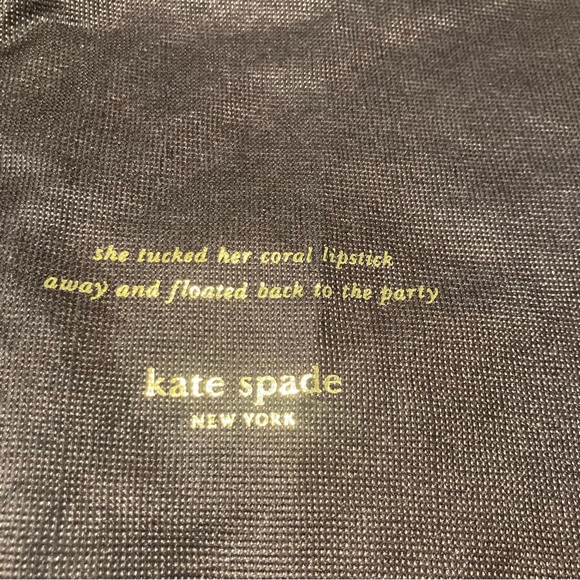 she tucked her coral lipstick
away and floated back to the party
kate spade
NEW YORK